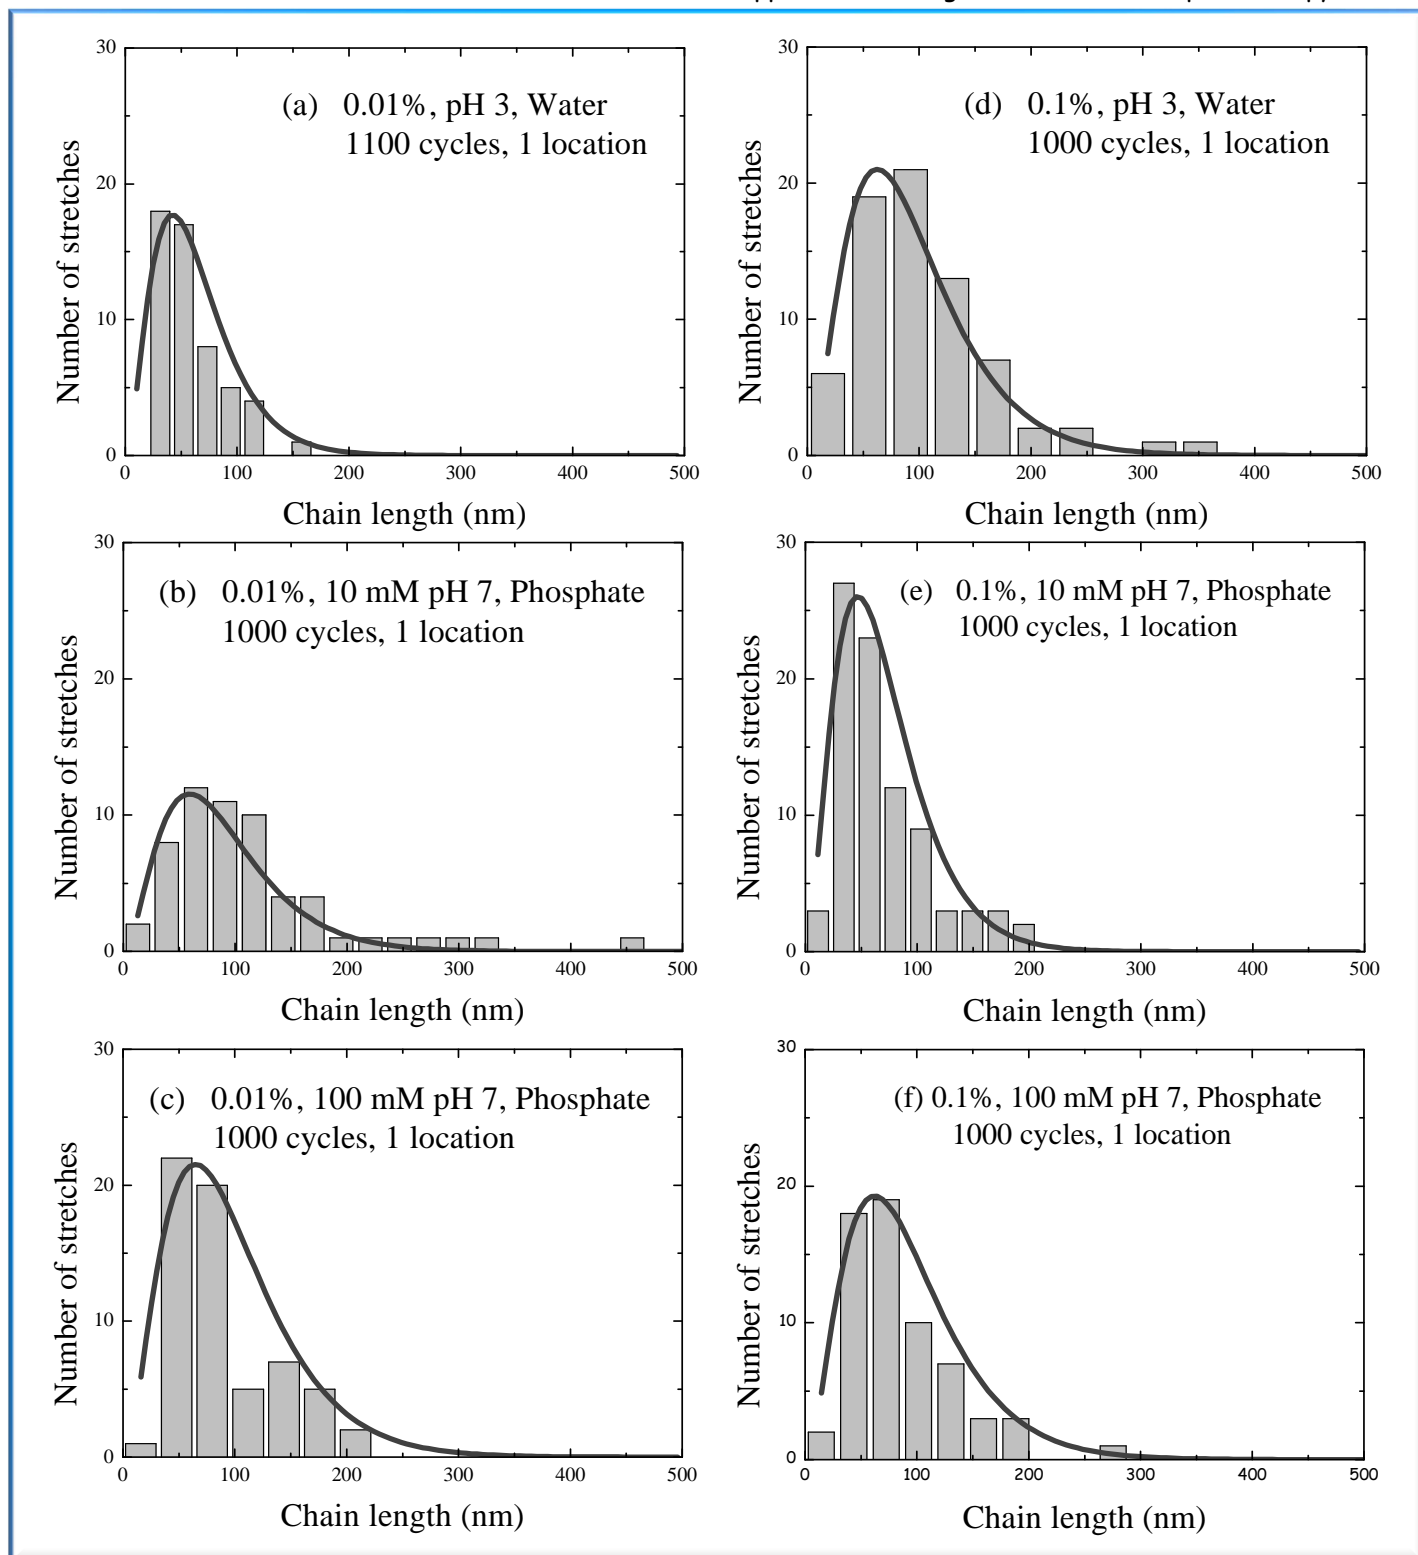 (a) 0.01%, pH 3, Water
1100 cycles, 1 location
Number of stretches
30
20
10
0
0 100 200 300 400 500
Chain length (nm)
(d) 0.1%, pH 3, Water
1000 cycles, 1 location
Number of stretches
30
20
10
0
0 100 200 300 400 500
Chain length (nm)
(b) 0.01%, 10 mM pH 7, Phosphate
1000 cycles, 1 location
Number of stretches
30
20
10
0
0 100 200 300 400 500
Chain length (nm)
(e) 0.1%, 10 mM pH 7, Phosphate
1000 cycles, 1 location
Number of stretches
30
20
10
0
0 100 200 300 400 500
Chain length (nm)
(c) 0.01%, 100 mM pH 7, Phosphate
1000 cycles, 1 location
Number of stretches
30
20
10
0
0 100 200 300 400 500
Chain length (nm)
(f) 0.1%, 100 mM pH 7, Phosphate
1000 cycles, 1 location
Number of stretches
30
20
10
0
0 100 200 300 400 500
Chain length (nm)